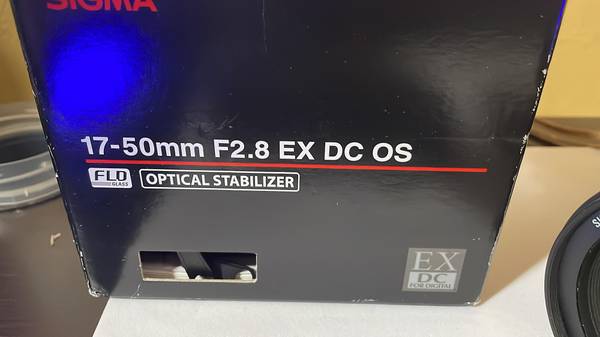 SIGMA
17-50mm F2.8 EX DC OS
FLD
GLASS
OPTICAL STABILIZER
EX
DC
FOR DIGITAL